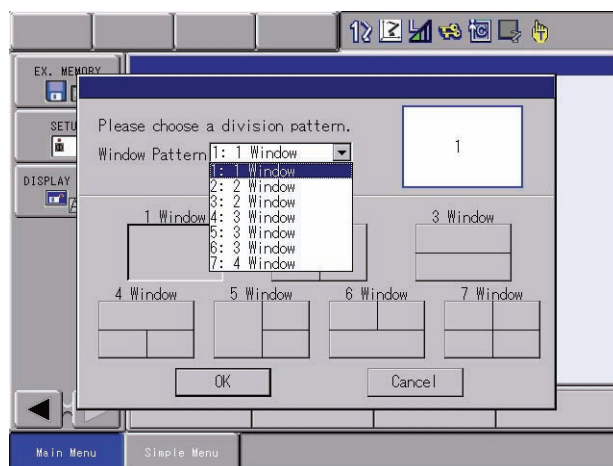 EX. MEMORY
SETU
DISPLAY
Please choose a division pattern.
Window Pattern 1: 1 Window
1: 1 Window
2: 2 Window
3: 2 Window
4: 3 Window
5: 3 Window
6: 3 Window
7: 4 Window
1
1 Window
3 Window
4 Window
5 Window
6 Window
7 Window
OK
Cancel
Main Menu
Simple Menu